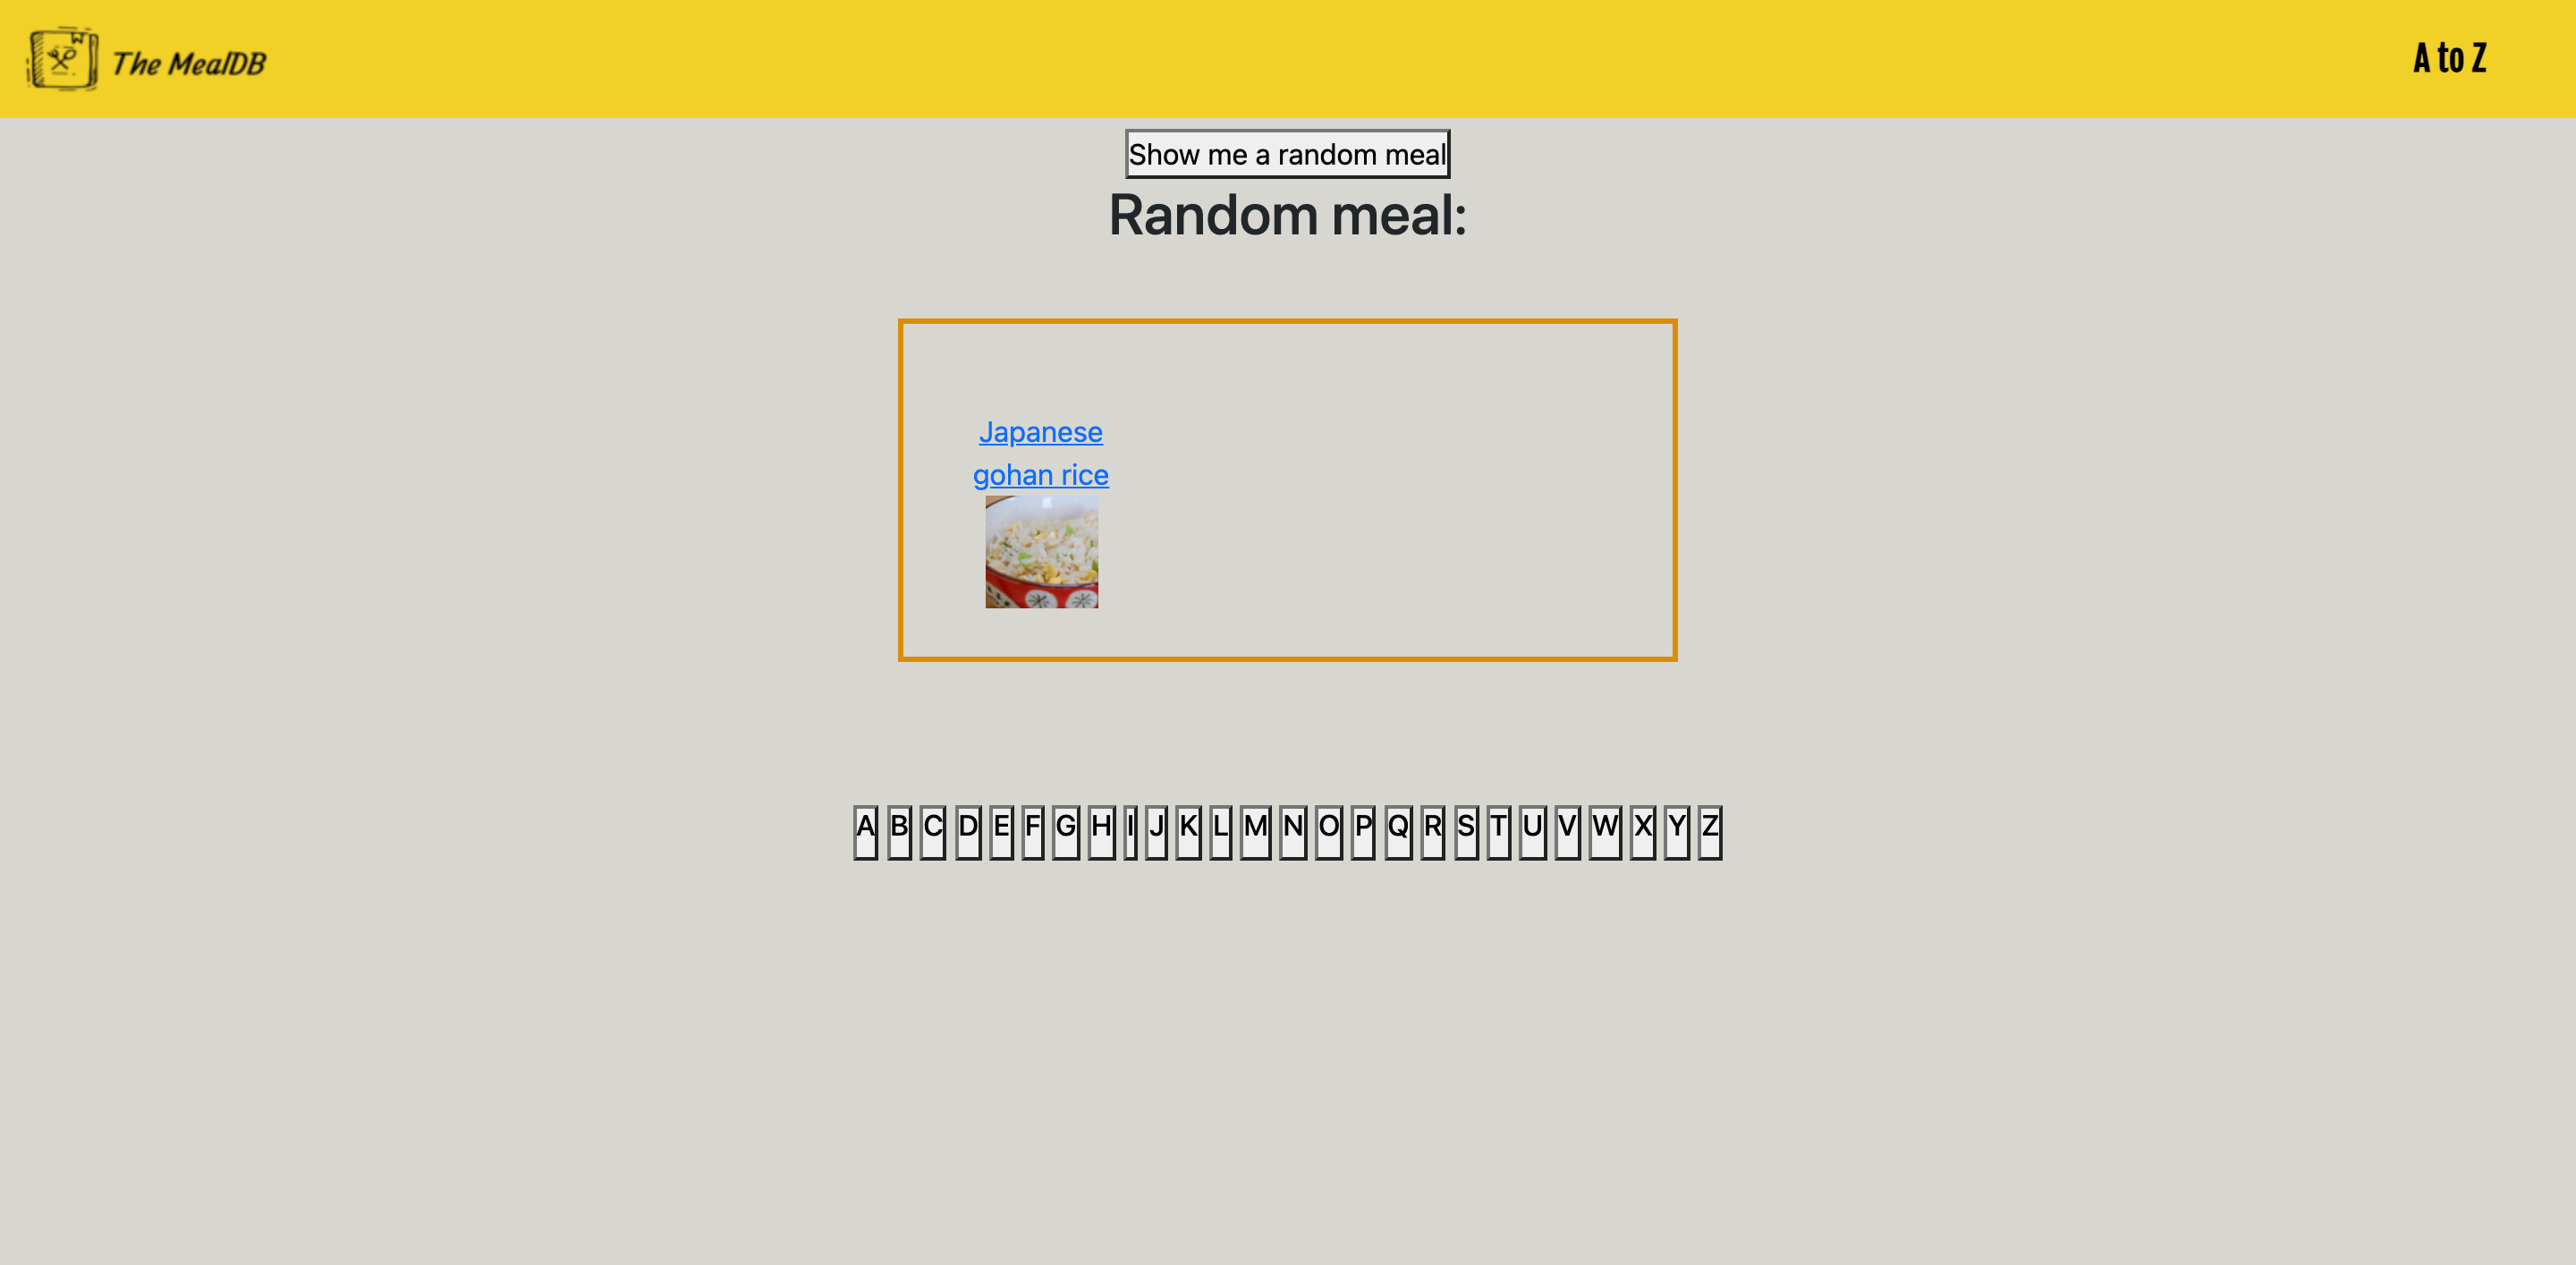 The MealDB
A to Z
Show me a random meal
Random meal:
Japanese
gohan rice
A B C D E F G H I J K L M N O P Q R S T U V W X Y Z